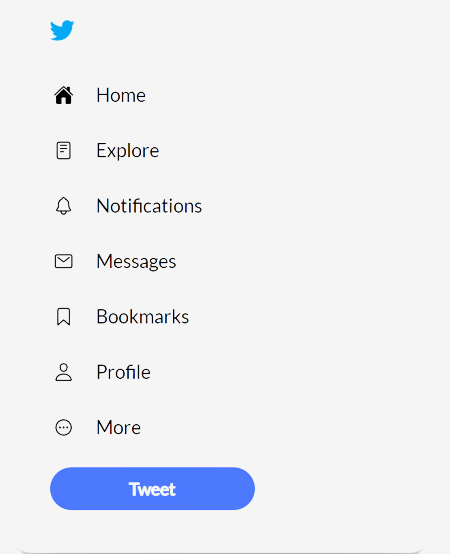 Home
Explore
Notifications
Messages
Bookmarks
Profile
More
Tweet